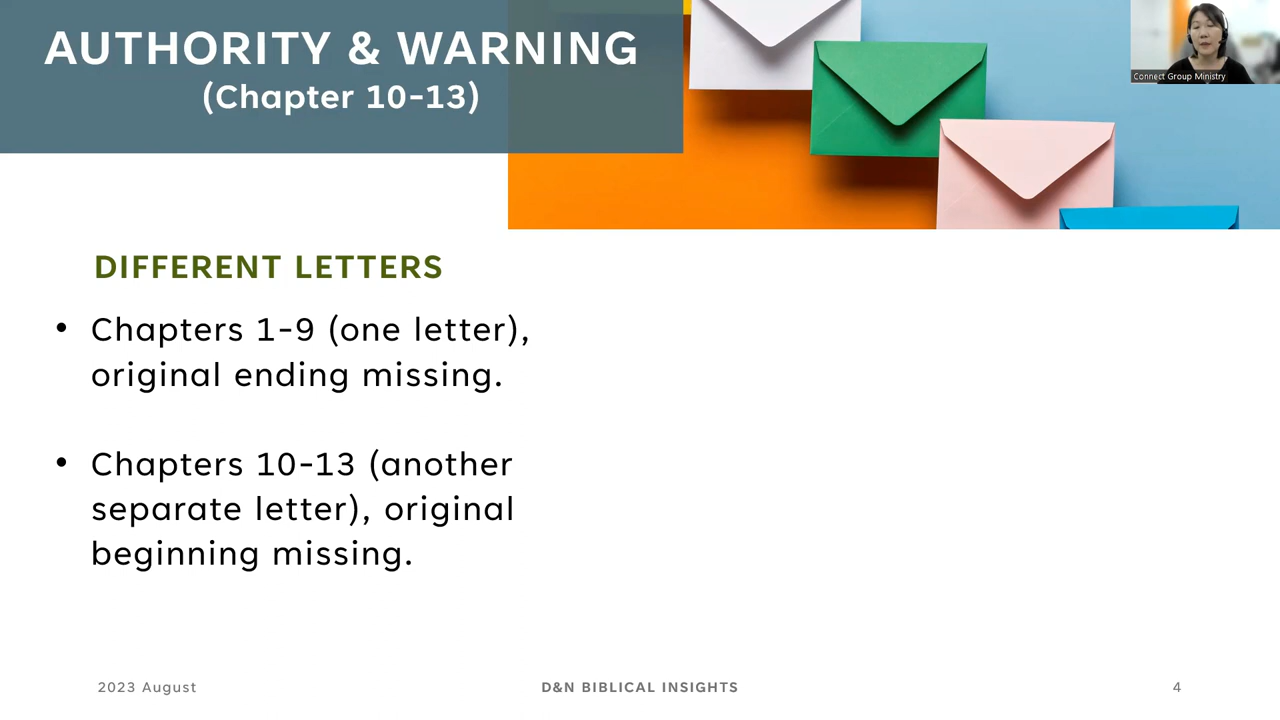 AUTHORITY & WARNING
(Chapter 10-13)
Connect Group Ministry
DIFFERENT LETTERS
• Chapters 1-9 (one letter),
original ending missing.
• Chapters 10-13 (another
separate letter), original
beginning missing.
2023 August
D&N BIBLICAL INSIGHTS
4